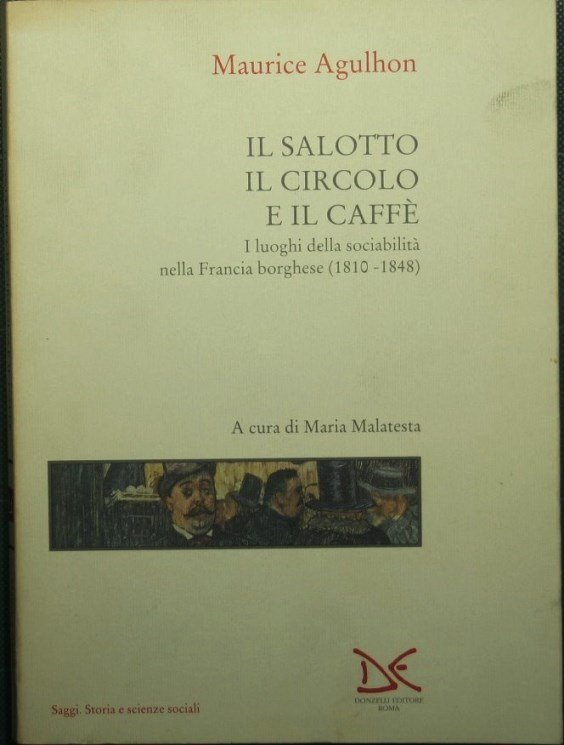 Maurice Agulhon
IL SALOTTO
IL CIRCOLO
E IL CAFFÈ
I luoghi della sociabilità
nella Francia borghese (1810 -1848)
A cura di Maria Malatesta
DE
DONZELLI EDITORE
ROMA
Saggi. Storia e scienze sociali